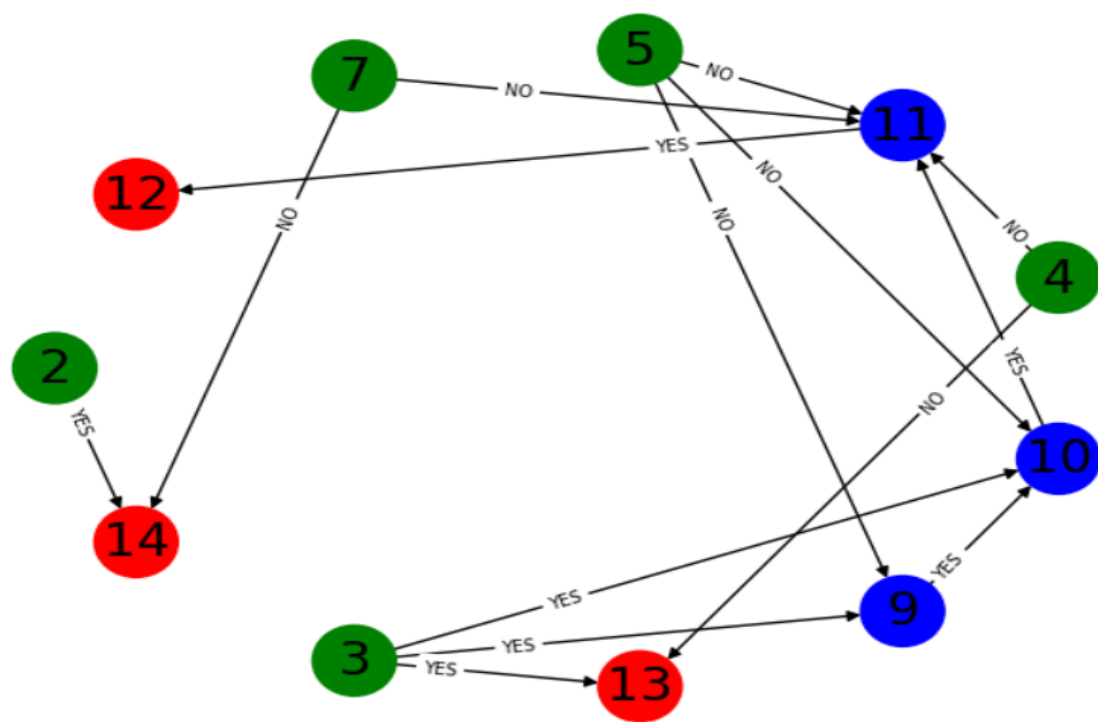 5
7
NO
NO
11
YES
NO
12
NO
NO
NO
4
YES
2
NO
YES
10
14
YES
YES
9
YES
3
YES
13